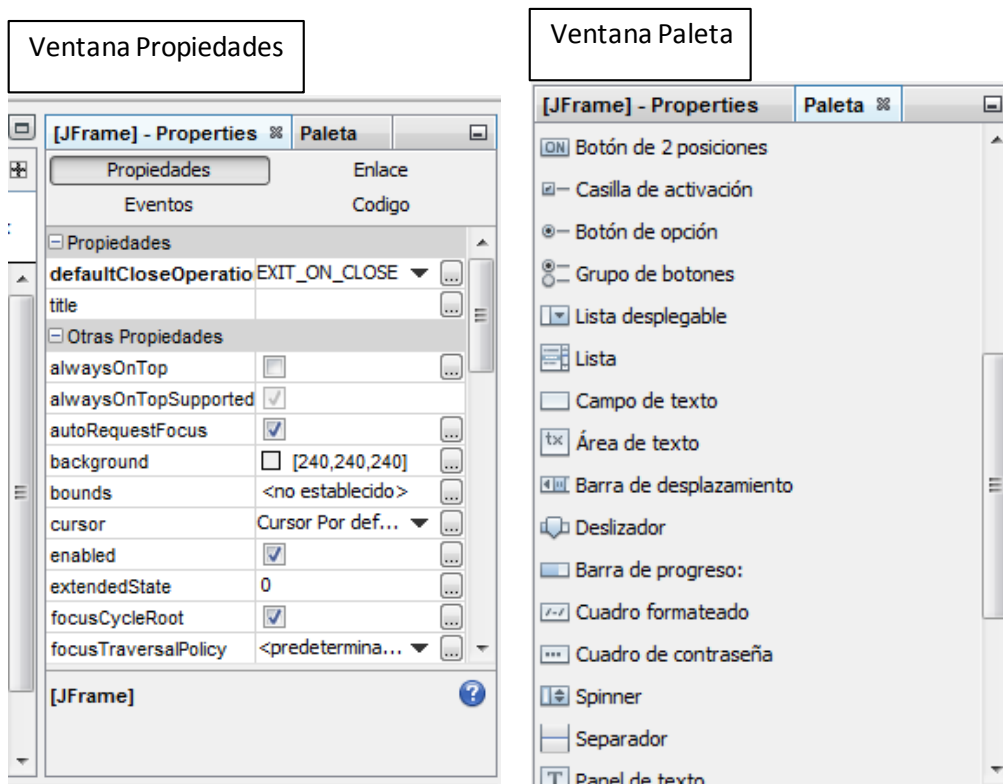 Ventana Propiedades
[JFrame] - Properties Paleta
Propiedades Enlace
Eventos Codigo
Propiedades
defaultCloseOperatio EXIT_ON_CLOSE ...
title ...
Otras Propiedades
alwaysOnTop ...
alwaysOnTopSupported
autoRequestFocus ...
background [240,240,240] ...
bounds <no establecido> ...
cursor Cursor Por def... ...
enabled ...
extendedState 0 ...
focusCycleRoot ...
focusTraversalPolicy <predetermina... ...
[JFrame]
Ventana Paleta
[JFrame] - Properties Paleta
ON Botón de 2 posiciones
Casilla de activación
Botón de opción
Grupo de botones
Lista desplegable
Lista
Campo de texto
tx Área de texto
Barra de desplazamiento
Deslizador
Barra de progreso:
Cuadro formateado
Cuadro de contraseña
Spinner
Separador
T Panel de texto